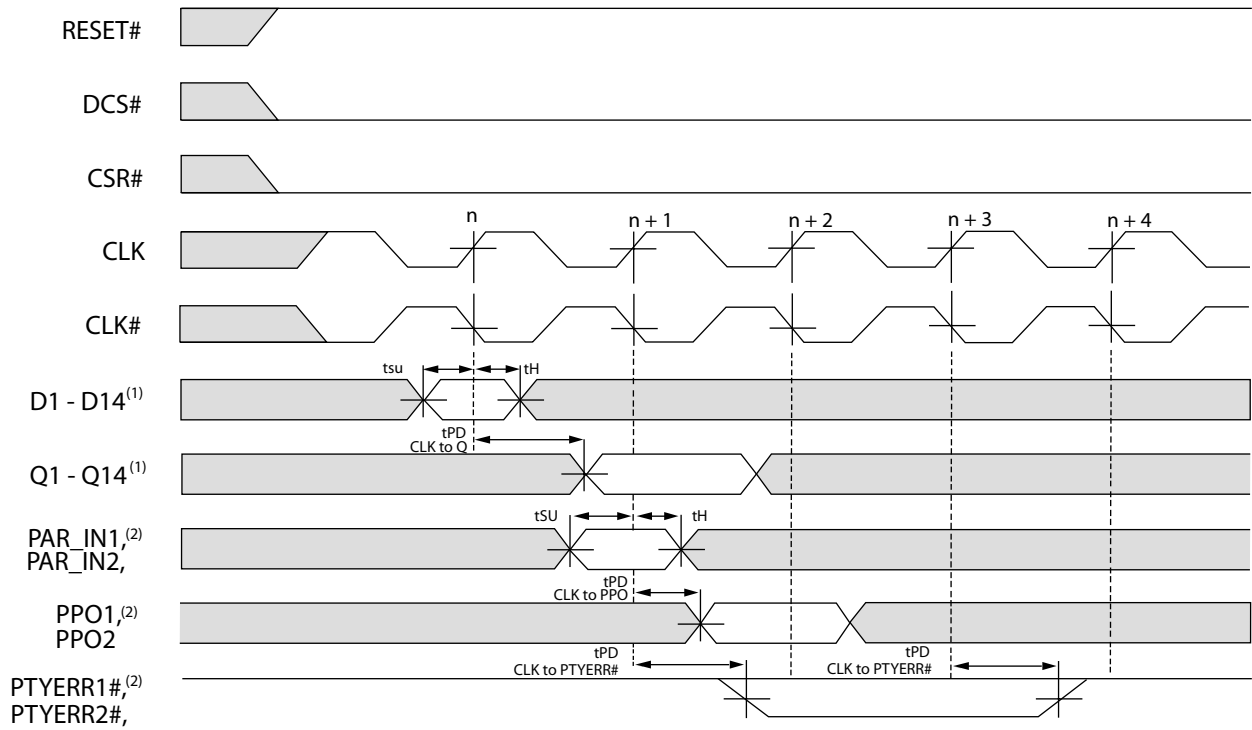 RESET#
DCS#
CSR#
n
n + 1
n + 2
n + 3
n + 4
CLK
CLK#
tsu
tH
D1 - D14(1)
tPD
CLK to Q
Q1 - Q14(1)
tSU
tH
PAR_IN1,(2)
PAR_IN2,
tPD
CLK to PPO
PPO1,(2)
PPO2
tPD
CLK to PTYERR#
tPD
CLK to PTYERR#
PTYERR1#,(2)
PTYERR2#,